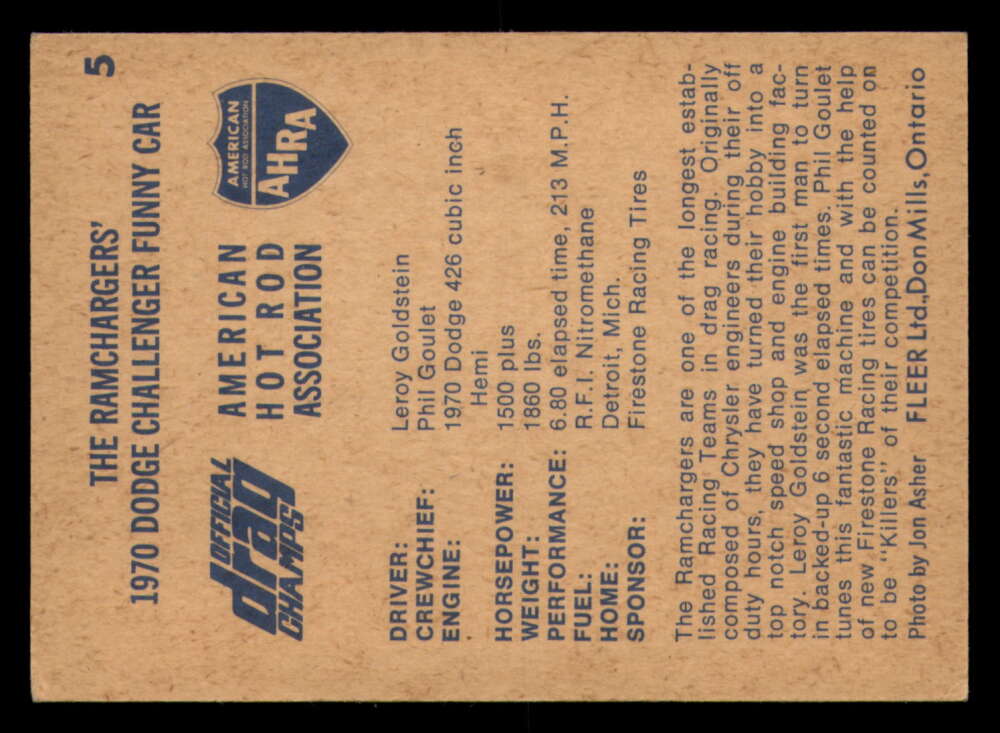 5
THE RAMCHARGERS'
1970 DODGE CHALLENGER FUNNY CAR
OFFICIAL
drag
CHAMPS
AMERICAN
HOT ROD
ASSOCIATION
AMERICAN
HOT ROD ASSOCIATION
AHRA
DRIVER: Leroy Goldstein
CREWCHIEF: Phil Goulet
ENGINE: 1970 Dodge 426 cubic inch
Hemi
HORSEPOWER: 1500 plus
WEIGHT: 1860 lbs.
PERFORMANCE: 6.80 elapsed time, 213 M.P.H.
FUEL: R.F.I. Nitromethane
HOME: Detroit, Mich.
SPONSOR: Firestone Racing Tires
The Ramchargers are one of the longest estab-
lished Racing Teams in drag racing. Originally
composed of Chrysler engineers during their off
duty hours, they have turned their hobby into a
top notch speed shop and engine building fac-
tory. Leroy Goldstein was the first man to turn
in backed-up 6 second elapsed times. Phil Goulet
tunes this fantastic machine and with the help
of new Firestone Racing tires can be counted on
to be "Killers" of their competition.
Photo by Jon Asher FLEER Ltd., Don Mills, Ontario